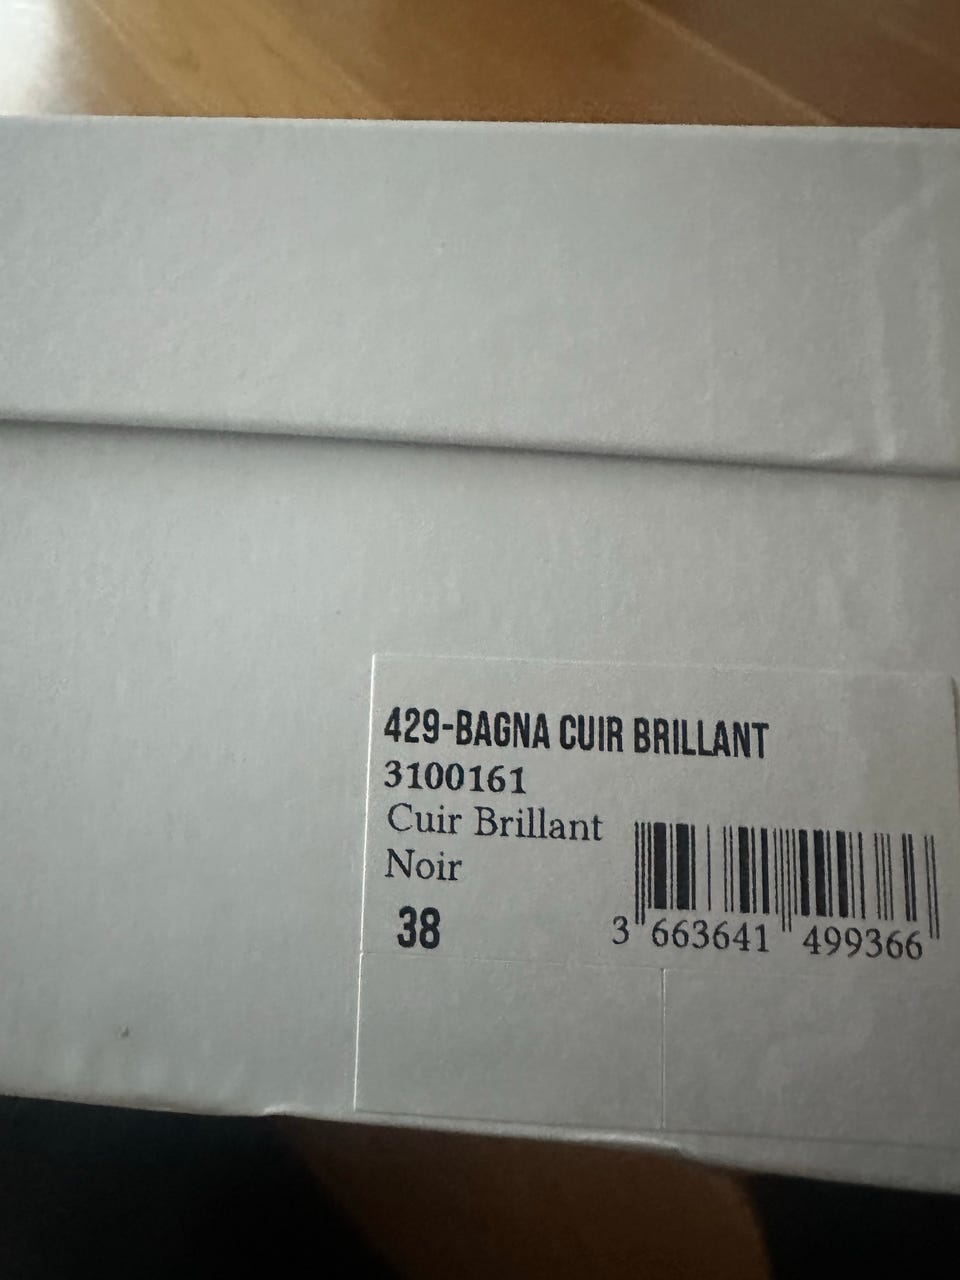 429-BAGNA CUIR BRILLANT
3100161
Cuir Brillant
Noir
38
3 663641 499366